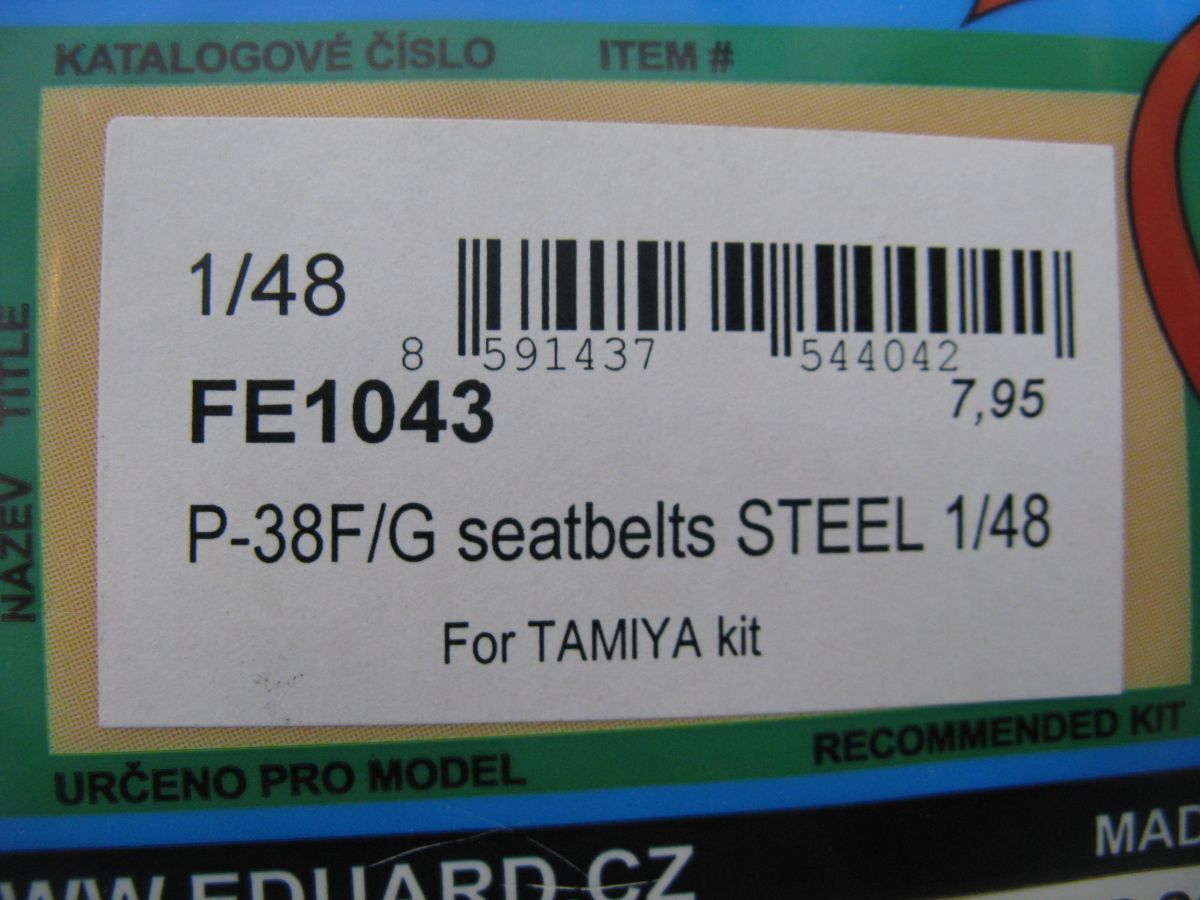 KATALOGOVÉ ČÍSLO ITEM #
NÁZEV TITLE
1/48
8 591437 544042
FE1043
7,95
P-38F/G seatbelts STEEL 1/48
For TAMIYA kit
URČENO PRO MODEL RECOMMENDED KIT
WWW.EDUARD.CZ